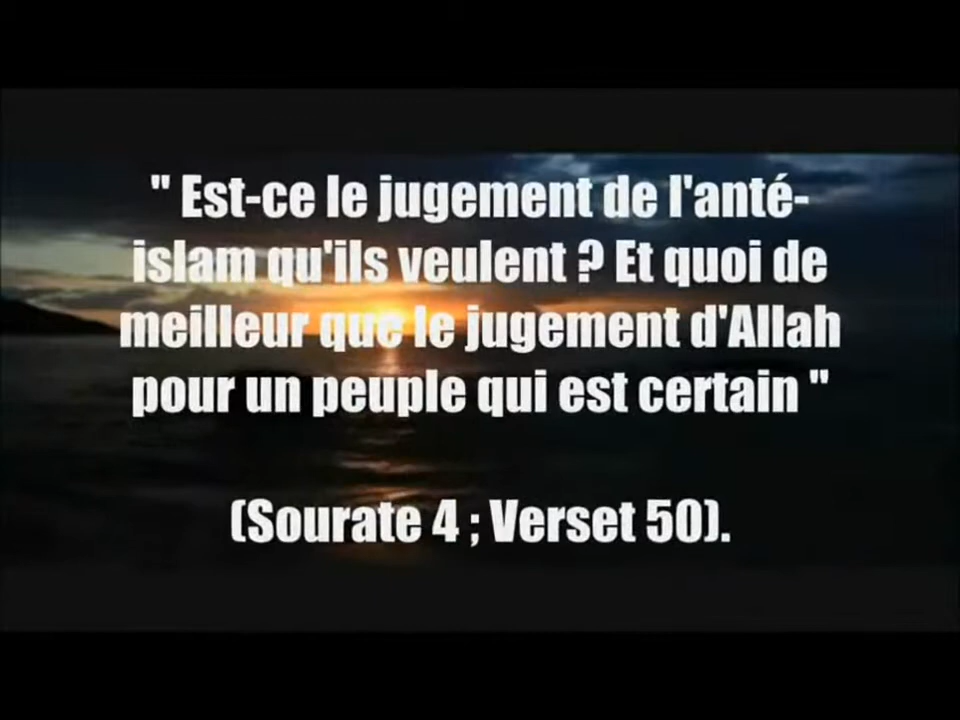 " Est-ce le jugement de l'anté-
islam qu'ils veulent ? Et quoi de
meilleur que le jugement d'Allah
pour un peuple qui est certain "
(Sourate 4 ; Verset 50).